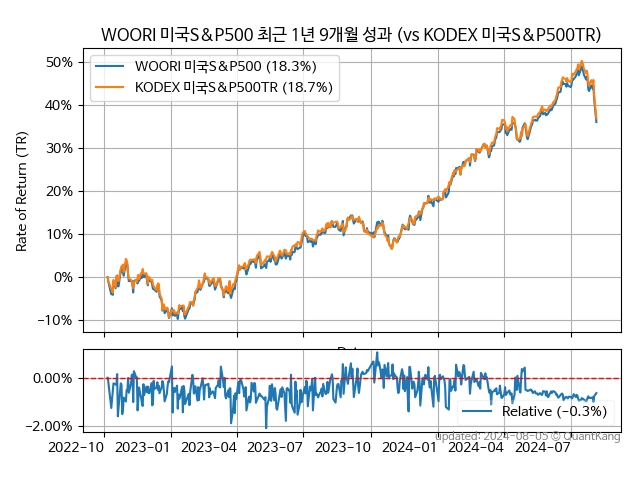 WOORI 미국S&P500 최근 1년 9개월 성과 (vs KODEX 미국S&P500TR)
WOORI 미국S&P500 (18.3%)
KODEX 미국S&P500TR (18.7%)
Rate of Return (TR)
50%
40%
30%
20%
10%
0%
−10%
0.00%
−2.00%
Relative (−0.3%)
2022-10 2023-01 2023-04 2023-07 2023-10 2024-01 2024-04 2024-07
updated: 2024-08-05 © QuantKang